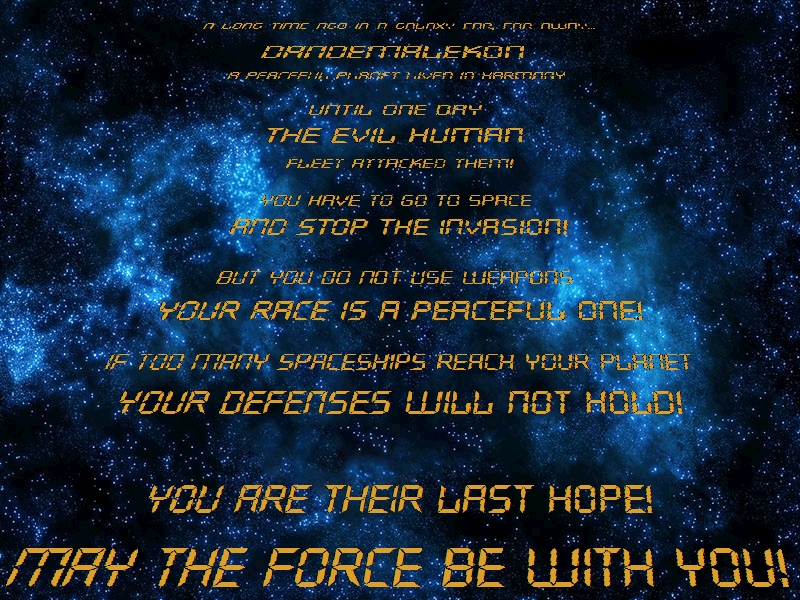 A LONG TIME AGO IN A GALAXY FAR, FAR AWAY...
DANDEMALEKON
A PEACEFUL PLANET LIVED IN HARMONY
UNTIL ONE DAY
THE EVIL HUMAN
FLEET ATTACKED THEM!
YOU HAVE TO GO TO SPACE
AND STOP THE INVASION!
BUT YOU DO NOT USE WEAPONS
YOUR RACE IS A PEACEFUL ONE!
IF TOO MANY SPACESHIPS REACH YOUR PLANET
YOUR DEFENSES WILL NOT HOLD!
YOU ARE THEIR LAST HOPE!
MAY THE FORCE BE WITH YOU!